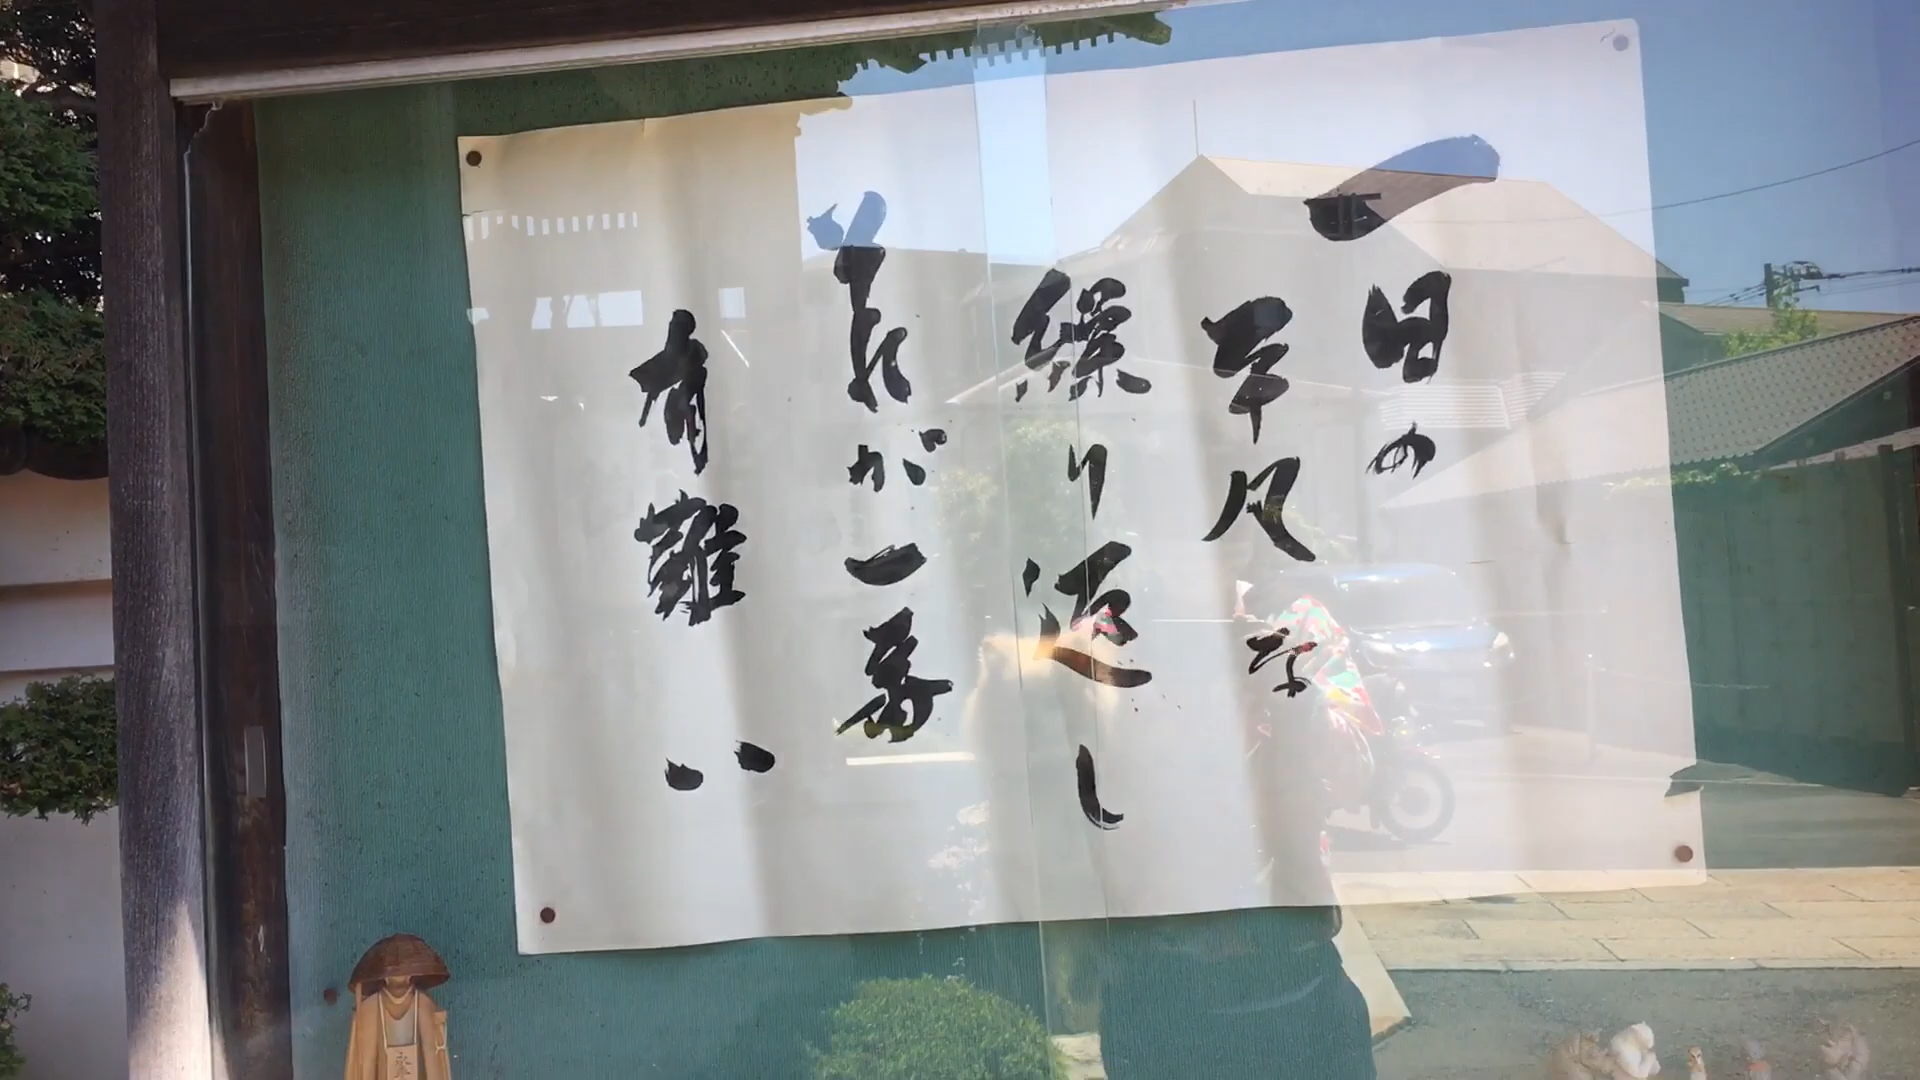 一日の
平凡な
繰り返し
それが一番
有難い